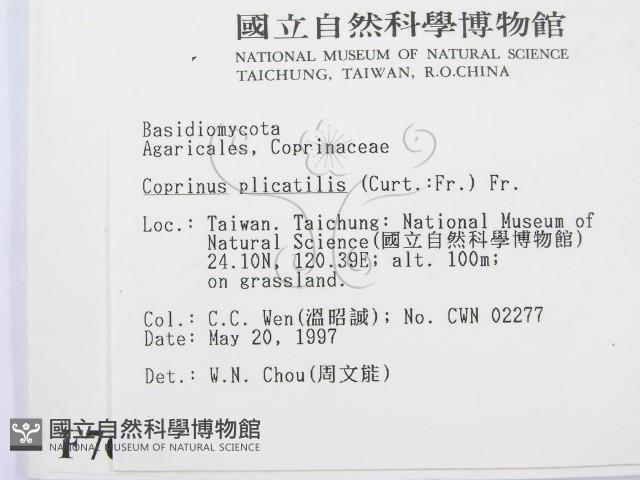 國立自然科學博物館
NATIONAL MUSEUM OF NATURAL SCIENCE
TAICHUNG, TAIWAN, R.O.CHINA
Basidiomycota
Agaricales, Coprinaceae
Coprinus plicatilis (Curt.:Fr.) Fr.
Loc.: Taiwan. Taichung: National Museum of
Natural Science(國立自然科學博物館)
24.10N, 120.39E; alt. 100m;
on grassland.
Col.: C.C. Wen(溫昭誠); No. CWN 02277
Date: May 20, 1997
Det.: W.N. Chou(周文能)
國立自然科學博物館
NATIONAL MUSEUM OF NATURAL SCIENCE